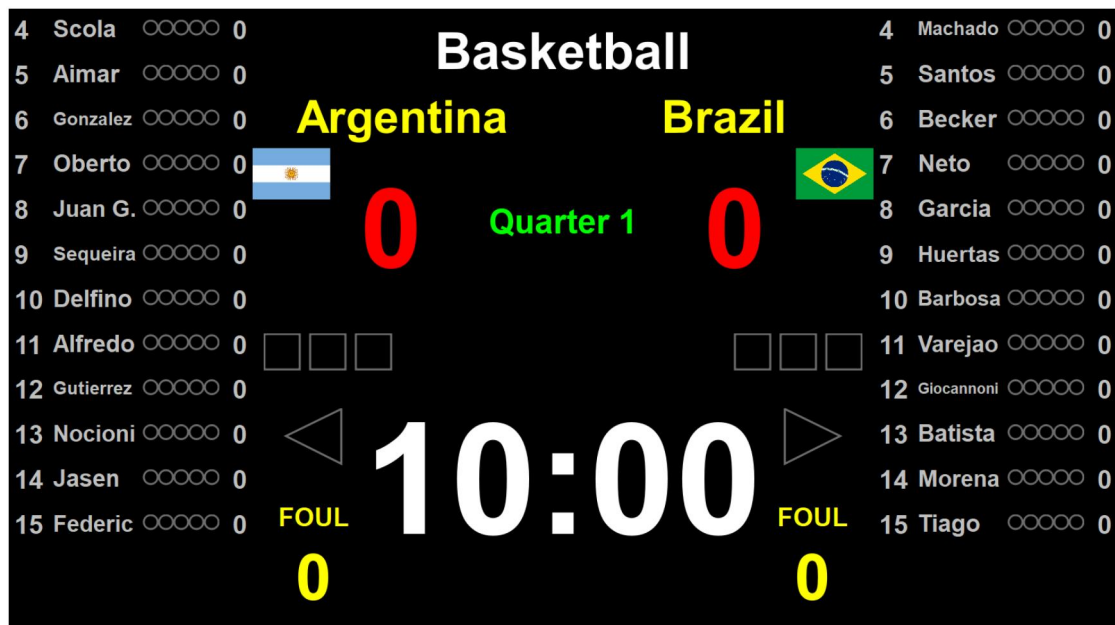 Basketball
Argentina Brazil
0 Quarter 1 0
10:00
FOUL FOUL
0 0
4 Scola 0
5 Aimar 0
6 Gonzalez 0
7 Oberto 0
8 Juan G. 0
9 Sequeira 0
10 Delfino 0
11 Alfredo 0
12 Gutierrez 0
13 Nocioni 0
14 Jasen 0
15 Federic 0
4 Machado 0
5 Santos 0
6 Becker 0
7 Neto 0
8 Garcia 0
9 Huertas 0
10 Barbosa 0
11 Varejao 0
12 Giocannoni 0
13 Batista 0
14 Morena 0
15 Tiago 0